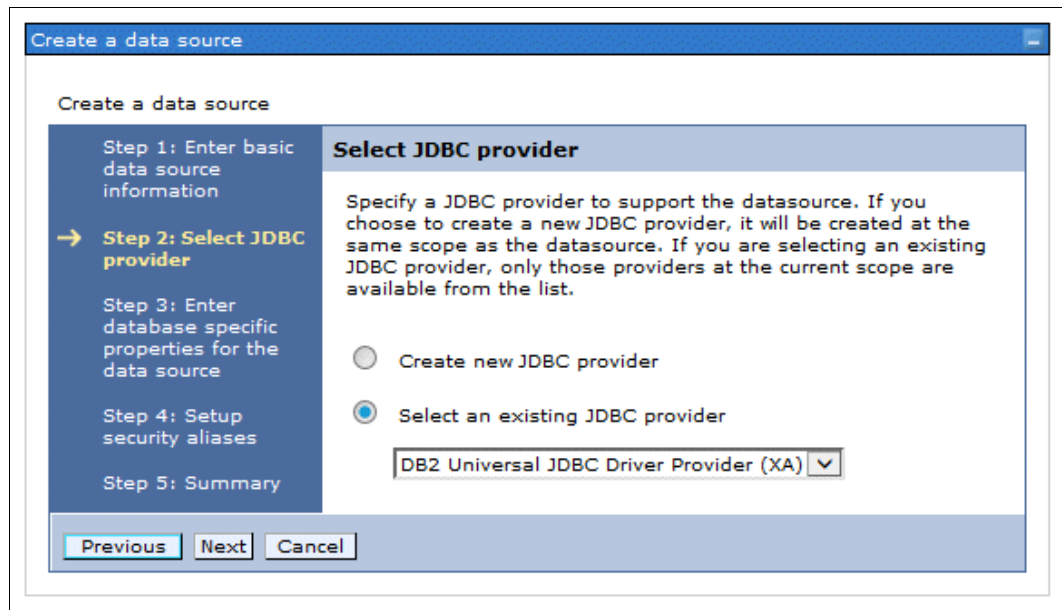 Create a data source
Create a data source
Step 1: Enter basic
data source
information
Step 2: Select JDBC
provider
Step 3: Enter
database specific
properties for the
data source
Step 4: Setup
security aliases
Step 5: Summary
Select JDBC provider
Specify a JDBC provider to support the datasource. If you
choose to create a new JDBC provider, it will be created at the
same scope as the datasource. If you are selecting an existing
JDBC provider, only those providers at the current scope are
available from the list.
Create new JDBC provider
Select an existing JDBC provider
DB2 Universal JDBC Driver Provider (XA)
Previous Next Cancel